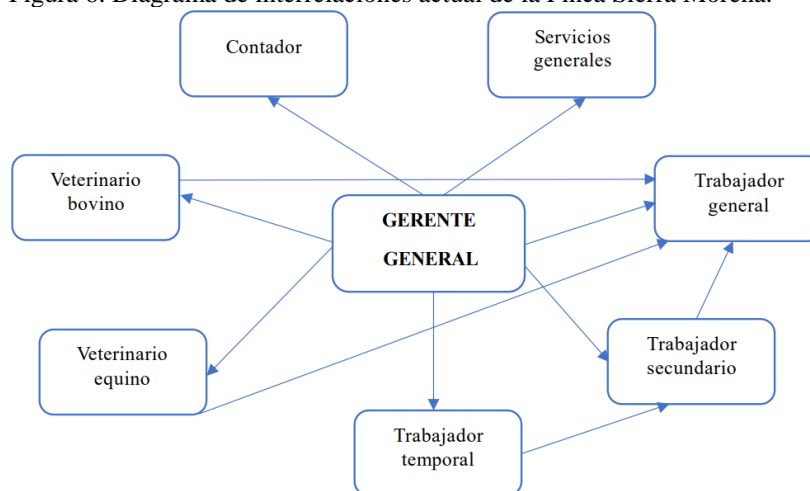 Figura 8. Diagrama de interrelaciones actual de la Finca Sierra Morena.
Contador
Servicios
generales
Veterinario
bovino
Trabajador
general
GERENTE
GENERAL
Veterinario
equino
Trabajador
secundario
Trabajador
temporal